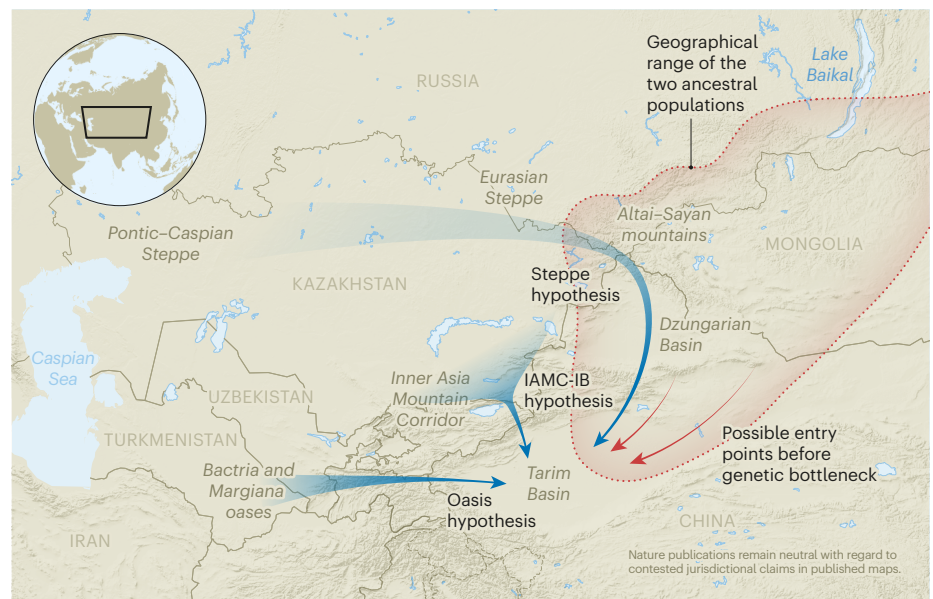 Geographical
range of the
two ancestral
populations
Lake
Baikal
RUSSIA
Eurasian
Steppe
Altai–Sayan
mountains
Pontic–Caspian
Steppe
MONGOLIA
Steppe
hypothesis
KAZAKHSTAN
Dzungarian
Basin
Caspian
Sea
Inner Asia
Mountain
Corridor
IAMC-IB
hypothesis
UZBEKISTAN
TURKMENISTAN
Possible entry
points before
genetic bottleneck
Bactria and
Margiana
oases
Tarim
Basin
Oasis
hypothesis
CHINA
IRAN
Nature publications remain neutral with regard to
contested jurisdictional claims in published maps.